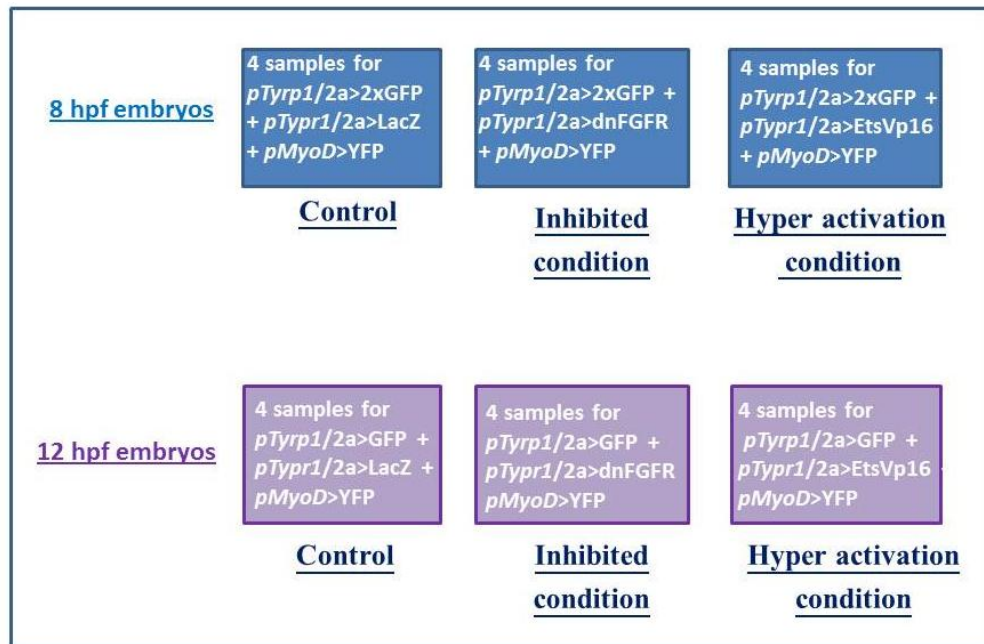 8 hpf embryos
4 samples for
pTyrp1/2a>2xGFP
+ pTypr1/2a>LacZ
+ pMyoD>YFP
Control
4 samples for
pTyrp1/2a>2xGFP +
pTypr1/2a>dnFGFR
+ pMyoD>YFP
Inhibited
condition
4 samples for
pTyrp1/2a>2xGFP +
pTypr1/2a>EtsVp16
+ pMyoD>YFP
Hyper activation
condition
12 hpf embryos
4 samples for
pTyrp1/2a>GFP +
pTypr1/2a>LacZ +
pMyoD>YFP
Control
4 samples for
pTyrp1/2a>GFP +
pTypr1/2a>dnFGFR
+ pMyoD>YFP
Inhibited
condition
4 samples for
pTyrp1/2a>GFP +
pTypr1/2a>EtsVp16 +
pMyoD>YFP
Hyper activation
condition